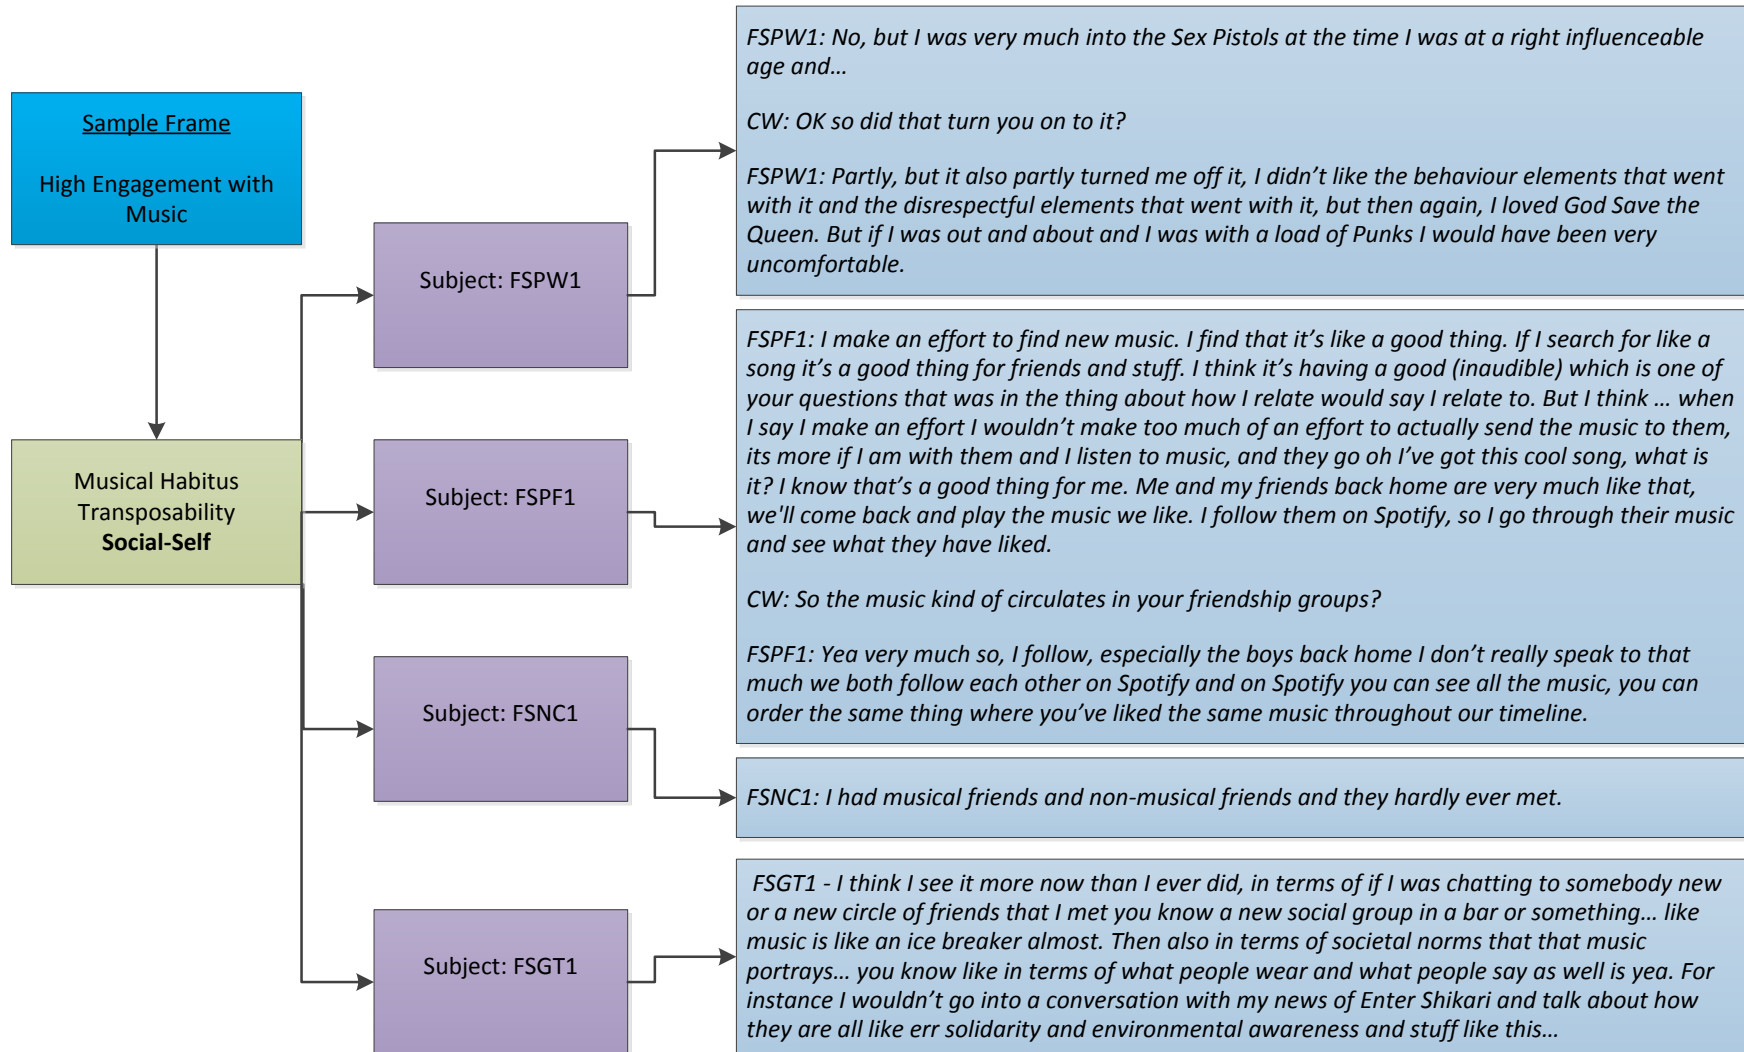 Sample Frame
High Engagement with
Music
Musical Habitus
Transposability
Social-Self
Subject: FSPW1
Subject: FSPF1
Subject: FSNC1
Subject: FSGT1
FSPW1: No, but I was very much into the Sex Pistols at the time I was at a right influenceable
age and…
CW: OK so did that turn you on to it?
FSPW1: Partly, but it also partly turned me off it, I didn’t like the behaviour elements that went
with it and the disrespectful elements that went with it, but then again, I loved God Save the
Queen. But if I was out and about and I was with a load of Punks I would have been very
uncomfortable.
FSPF1: I make an effort to find new music. I find that it’s like a good thing. If I search for like a
song it’s a good thing for friends and stuff. I think it’s having a good (inaudible) which is one of
your questions that was in the thing about how I relate would say I relate to. But I think … when
I say I make an effort I wouldn’t make too much of an effort to actually send the music to them,
its more if I am with them and I listen to music, and they go oh I’ve got this cool song, what is
it? I know that’s a good thing for me. Me and my friends back home are very much like that,
we'll come back and play the music we like. I follow them on Spotify, so I go through their music
and see what they have liked.
CW: So the music kind of circulates in your friendship groups?
FSPF1: Yea very much so, I follow, especially the boys back home I don’t really speak to that
much we both follow each other on Spotify and on Spotify you can see all the music, you can
order the same thing where you’ve liked the same music throughout our timeline.
FSNC1: I had musical friends and non-musical friends and they hardly ever met.
FSGT1 - I think I see it more now than I ever did, in terms of if I was chatting to somebody new
or a new circle of friends that I met you know a new social group in a bar or something… like
music is like an ice breaker almost. Then also in terms of societal norms that that music
portrays… you know like in terms of what people wear and what people say as well is yea. For
instance I wouldn’t go into a conversation with my news of Enter Shikari and talk about how
they are all like err solidarity and environmental awareness and stuff like this…